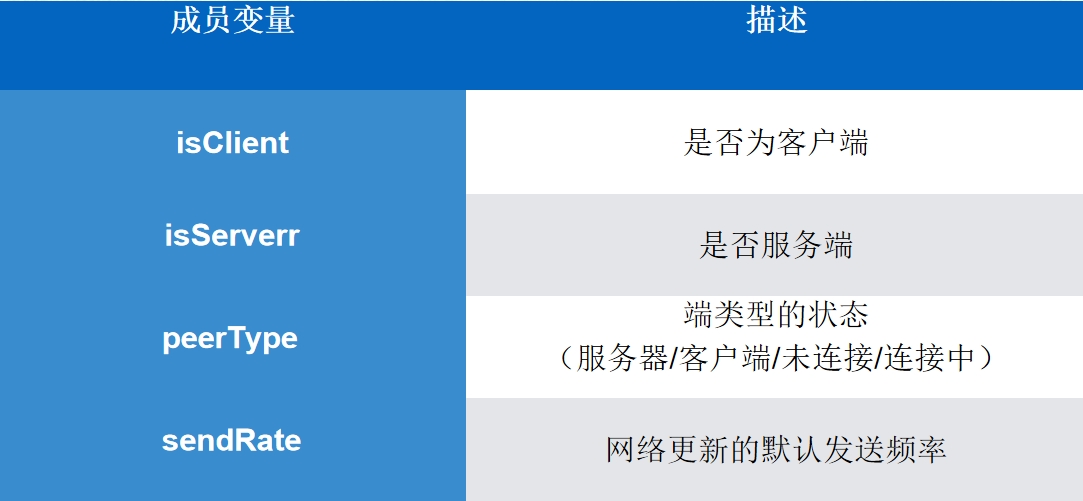 成员变量 描述
isClient 是否为客户端
isServerr 是否服务端
peerType 端类型的状态
（服务器/客户端/未连接/连接中）
sendRate 网络更新的默认发送频率